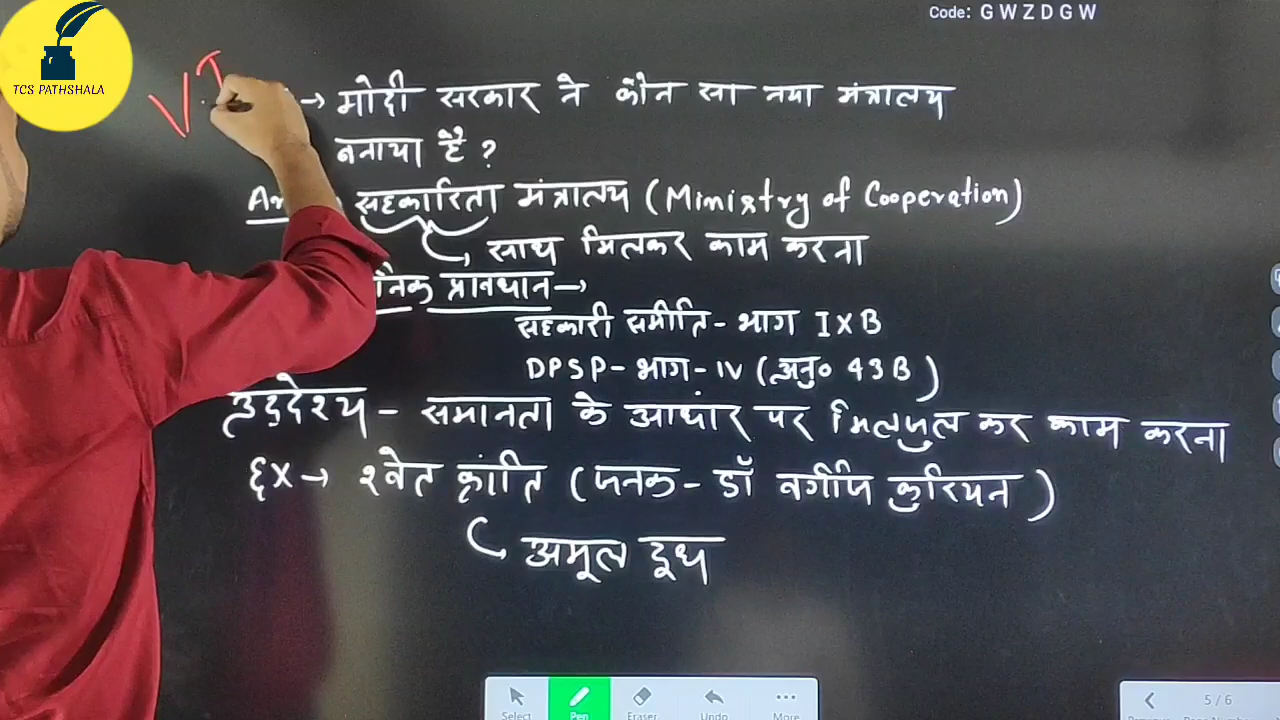 Code: G W Z D G W
TCS PATHSHALA
VI
→ मोदी सरकार ने कौन सा नया मंत्रालय
बनाया है ?
An सहकारिता मंत्रालय (Ministry of Cooperation)
साथ मिलकर काम करना
नैक प्रावधान →
सहकारी समीति - भाग IXB
DPSP - भाग - IV (अनु० 43B)
उद्देश्य - समानता के आधार पर मिलजुल कर काम करना
Ex → श्वेत क्रांति (जनक - डॉ वर्गीज कुरियन)
अमूल दूध
Select Pen Eraser Undo More
5 / 6